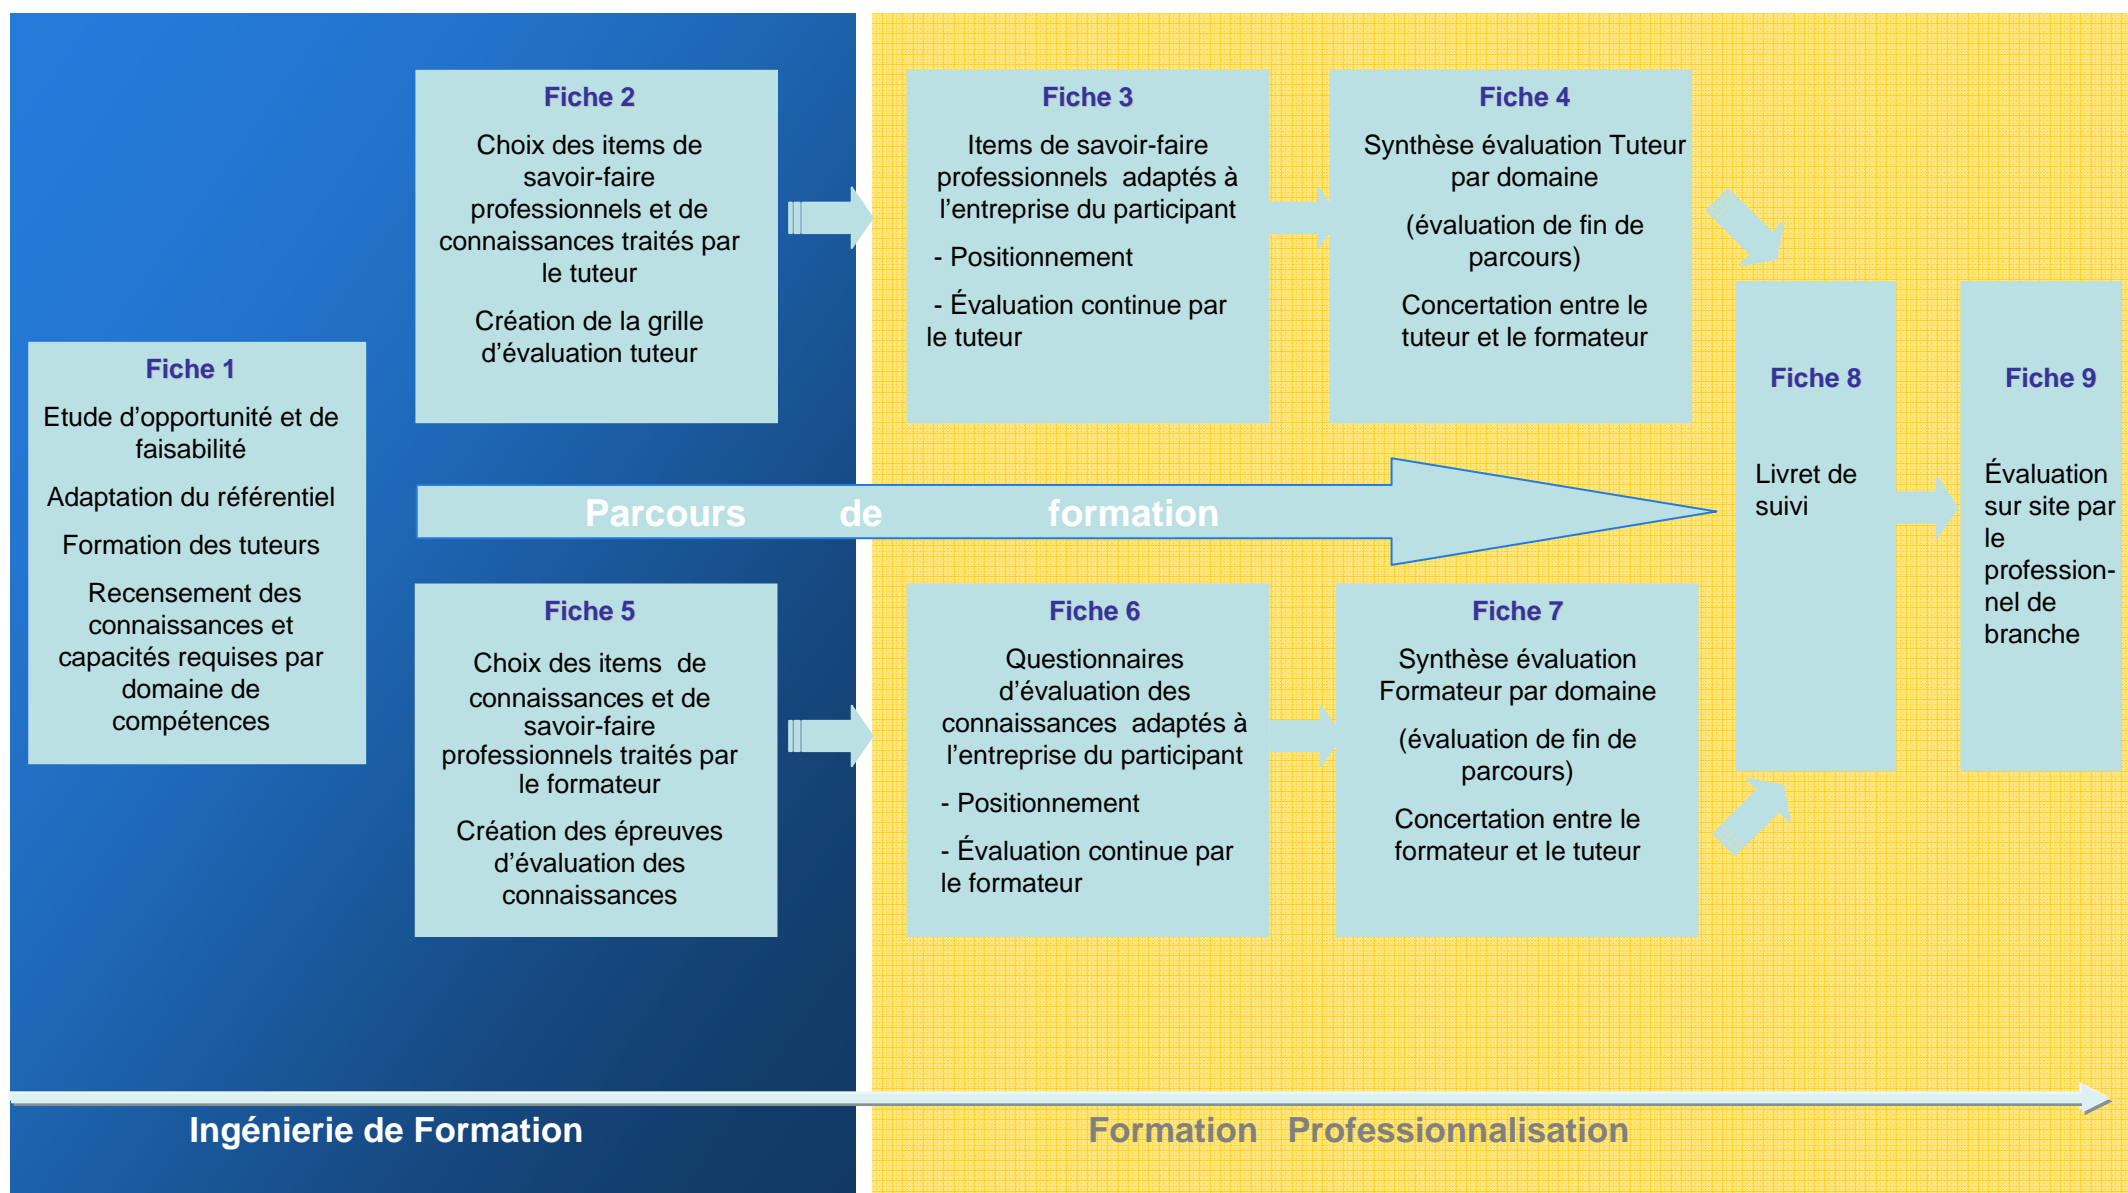 Fiche 1
Etude d'opportunité et de
faisabilité
Adaptation du référentiel
Formation des tuteurs
Recensement des
connaissances et
capacités requises par
domaine de
compétences
Fiche 2
Choix des items de
savoir-faire
professionnels et de
connaissances traités par
le tuteur
Création de la grille
d'évaluation tuteur
Fiche 3
Items de savoir-faire
professionnels adaptés à
l'entreprise du participant
- Positionnement
- Évaluation continue par
le tuteur
Fiche 4
Synthèse évaluation Tuteur
par domaine
(évaluation de fin de
parcours)
Concertation entre le
tuteur et le formateur
Parcours de formation
Fiche 5
Choix des items de
connaissances et de
savoir-faire
professionnels traités par
le formateur
Création des épreuves
d'évaluation des
connaissances
Fiche 6
Questionnaires
d'évaluation des
connaissances adaptés à
l'entreprise du participant
- Positionnement
- Évaluation continue par
le formateur
Fiche 7
Synthèse évaluation
Formateur par domaine
(évaluation de fin de
parcours)
Concertation entre le
formateur et le tuteur
Fiche 8
Livret de
suivi
Fiche 9
Évaluation
sur site par
le
profession-
nel de
branche
Ingénierie de Formation
Formation Professionnalisation